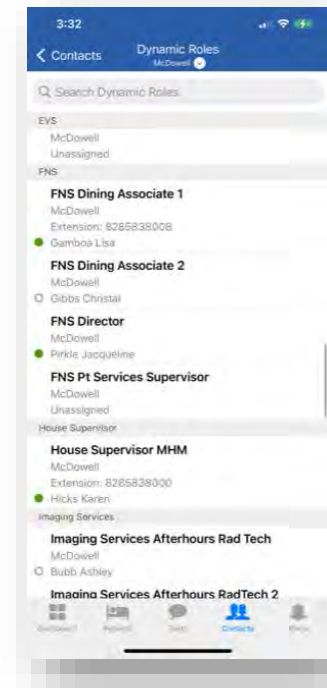 3:32
Contacts
Dynamic Roles
McDowell
Search Dynamic Roles
EVS
McDowell
Unassigned
FNS
FNS Dining Associate 1
McDowell
Extension: 8285838008
Gamboa Lisa
FNS Dining Associate 2
McDowell
Gibbs Christal
FNS Director
McDowell
Pirkle Jacqueline
FNS Pt Services Supervisor
McDowell
Unassigned
House Supervisor
House Supervisor MHM
McDowell
Extension: 8285838000
Hicks Karen
Imaging Services
Imaging Services Afterhours Rad Tech
McDowell
Bubb Ashley
Imaging Services Afterhours RadTech 2
Contacts